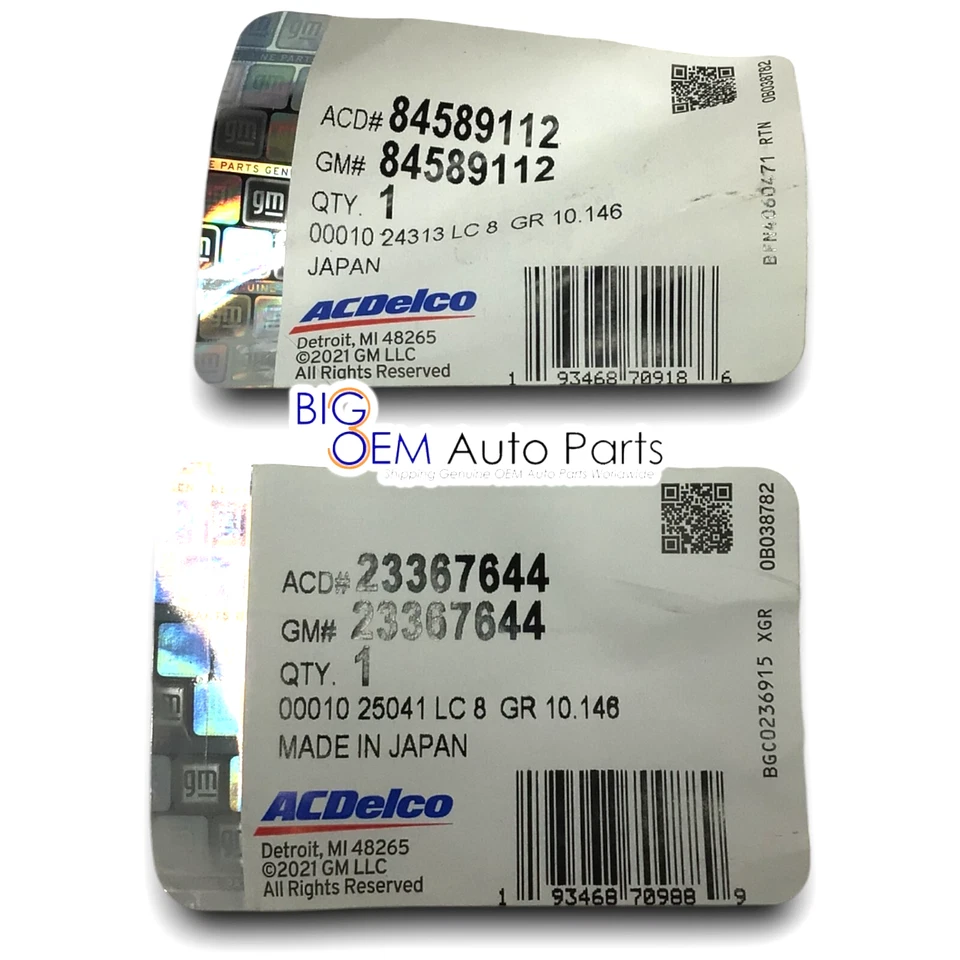 ACD# 84589112
GM# 84589112
QTY. 1
00010 24313 LC 8 GR 10.146
JAPAN
ACDelco
Detroit, MI 48265
©2021 GM LLC
All Rights Reserved
1 93468 70918 6
RTN 0B038782
gm
BIG
OEM Auto Parts
Shipping Genuine OEM Auto Parts Worldwide
ACD# 23367644
GM# 23367644
QTY. 1
00010 25041 LC 8 GR 10.146
MADE IN JAPAN
ACDelco
Detroit, MI 48265
©2021 GM LLC
All Rights Reserved
1 93468 70988 9
BGC0236915 XGR 0B038782
gm